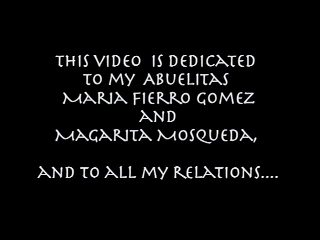 THIS VIDEO IS DEDICATED
TO MY ABUELITAS
MARIA FIERRO GOMEZ
AND
MAGARITA MOSQUEDA,
AND TO ALL MY RELATIONS....